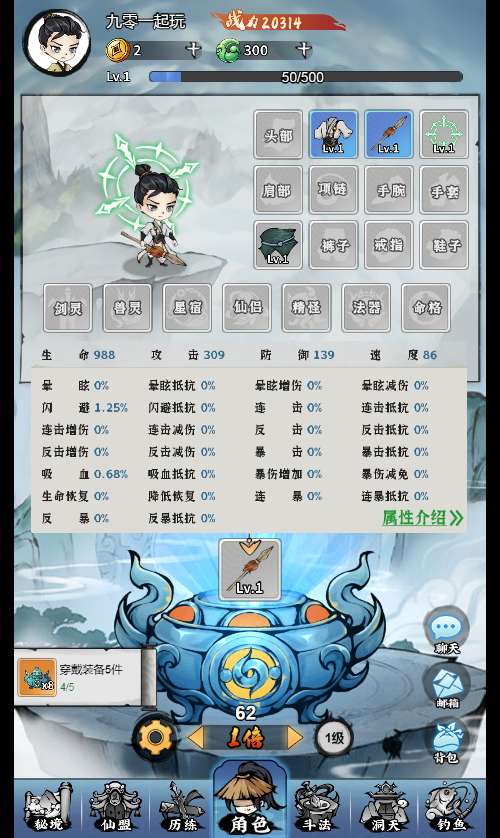 九零一起玩
战力20314
2
300
Lv.1
50/500
头部
Lv.1
Lv.1
Lv.1
肩部 项链 手腕 手套
Lv.1
裤子 戒指 鞋子
剑灵 兽灵 星宿 仙侣 精怪 法器 命格
生命 988 攻击 309 防御 139 速度 86
晕眩 0% 晕眩抵抗 0% 晕眩增伤 0% 晕眩减伤 0%
闪避 1.25% 闪避抵抗 0% 连击 0% 连击抵抗 0%
连击增伤 0% 连击减伤 0% 反击 0% 反击抵抗 0%
反击增伤 0% 反击减伤 0% 暴击 0% 暴击抵抗 0%
吸血 0.68% 吸血抵抗 0% 暴伤增加 0% 暴伤减免 0%
生命恢复 0% 降低恢复 0% 连暴 0% 连暴抵抗 0%
反暴 0% 反暴抵抗 0%
属性介绍
Lv.1
聊天
穿戴装备5件
x8
4/5
邮箱
62
1倍
1级
背包
秘境 仙盟 历练 角色 斗法 洞天 钓鱼